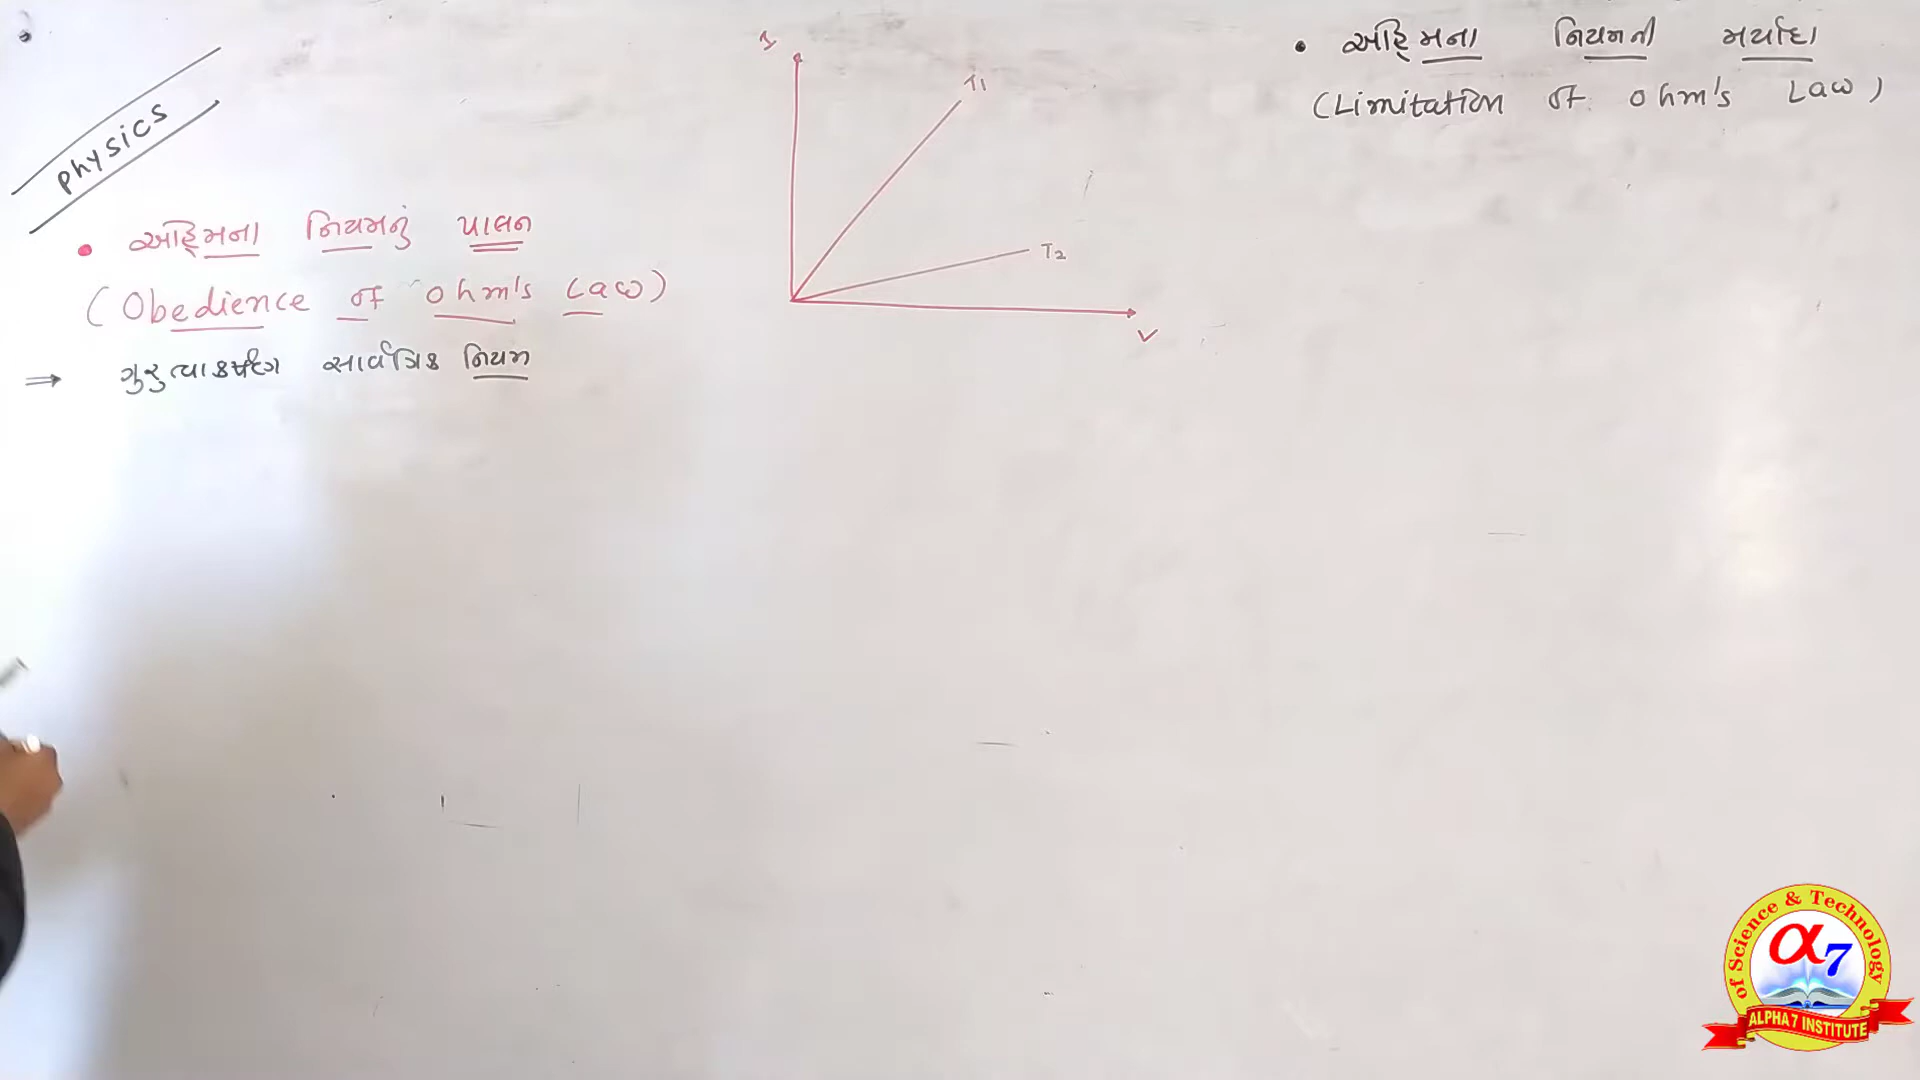 Physics
• ઓહ્મના નિયમનું પાલન
(Obedience of ohm's Law)
⇒ ગુરુત્વાકર્ષણ સાર્વત્રિક નિયમ
I
T1
T2
V
• ઓહ્મના નિયમની મર્યાદા
(Limitation of ohm's Law)
of Science & Technology
α7
ALPHA 7 INSTITUTE